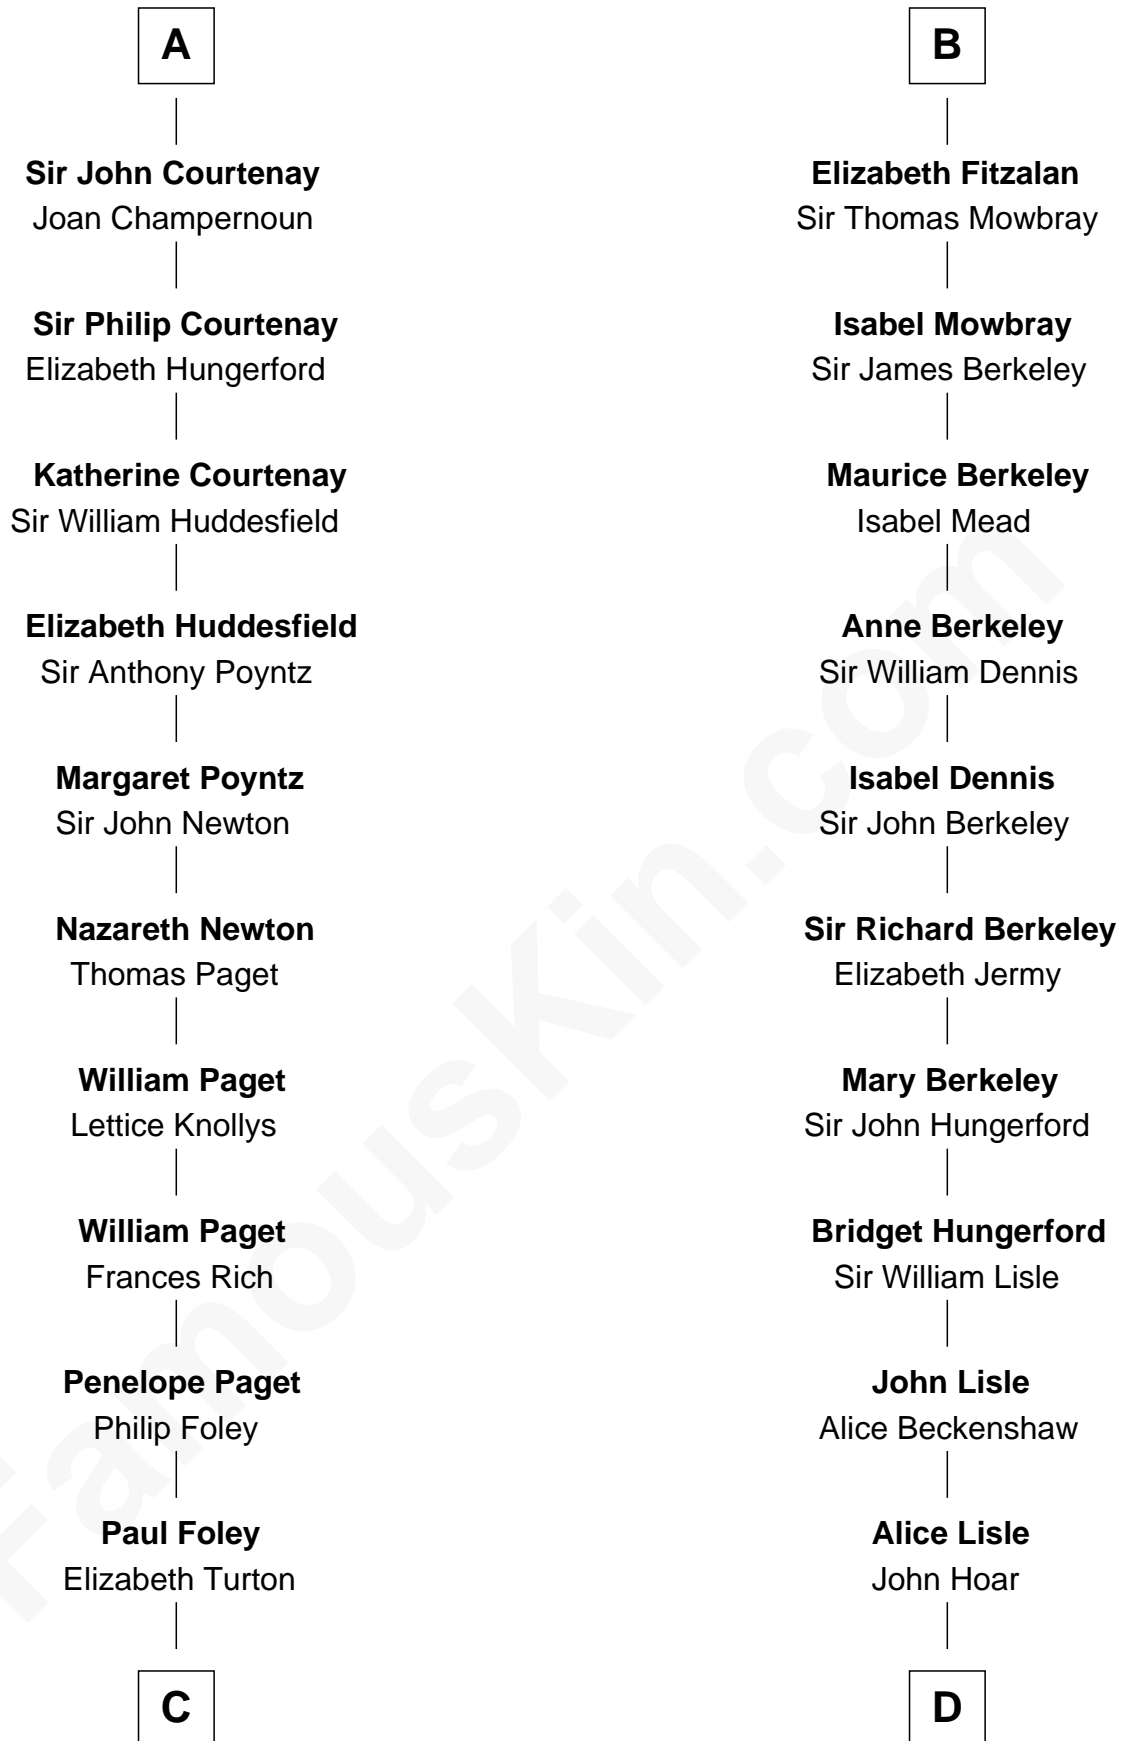 A
Sir John Courtenay
Joan Champernoun
Sir Philip Courtenay
Elizabeth Hungerford
Katherine Courtenay
Sir William Huddesfield
Elizabeth Huddesfield
Sir Anthony Poyntz
Margaret Poyntz
Sir John Newton
Nazareth Newton
Thomas Paget
William Paget
Lettice Knollys
William Paget
Frances Rich
Penelope Paget
Philip Foley
Paul Foley
Elizabeth Turton
C
B
Elizabeth Fitzalan
Sir Thomas Mowbray
Isabel Mowbray
Sir James Berkeley
Maurice Berkeley
Isabel Mead
Anne Berkeley
Sir William Dennis
Isabel Dennis
Sir John Berkeley
Sir Richard Berkeley
Elizabeth Jermy
Mary Berkeley
Sir John Hungerford
Bridget Hungerford
Sir William Lisle
John Lisle
Alice Beckenshaw
Alice Lisle
John Hoar
D
FamousKin.com